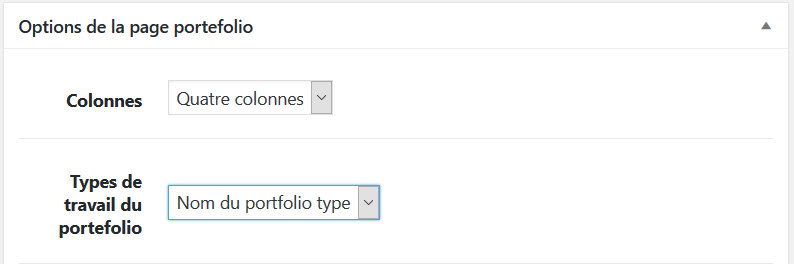 Options de la page portefolio
Colonnes
Quatre colonnes
Types de
travail du
portefolio
Nom du portfolio type